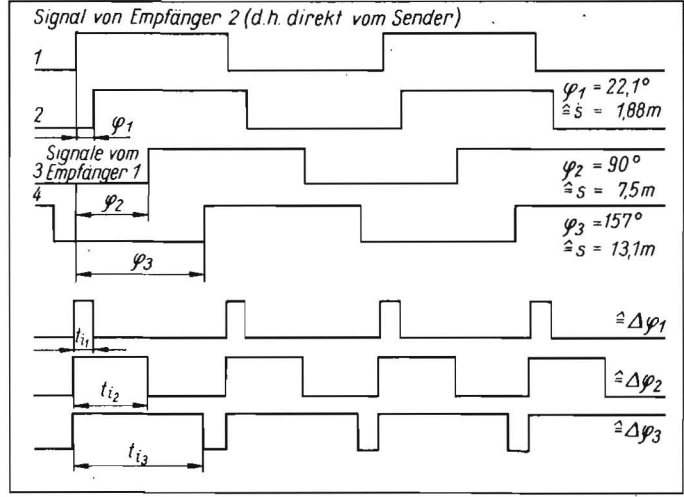 Signal von Empfänger 2 (d.h. direkt vom Sender)
1
φ1 = 22,1°
≙ s = 1,88m
2
φ1
Signale vom
3 Empfänger 1
φ2 = 90°
≙ s = 7,5m
4
φ2
φ3 = 157°
≙ s = 13,1m
φ3
ti1
≙ Δφ1
ti2
≙ Δφ2
ti3
≙ Δφ3